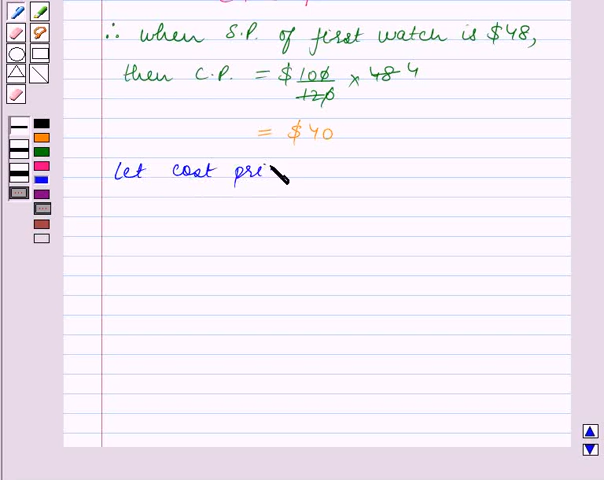 ∴ when S.P. of first watch is $48,
then C.P. = $ 100/120 × 48 4
= $40
Let cost pri